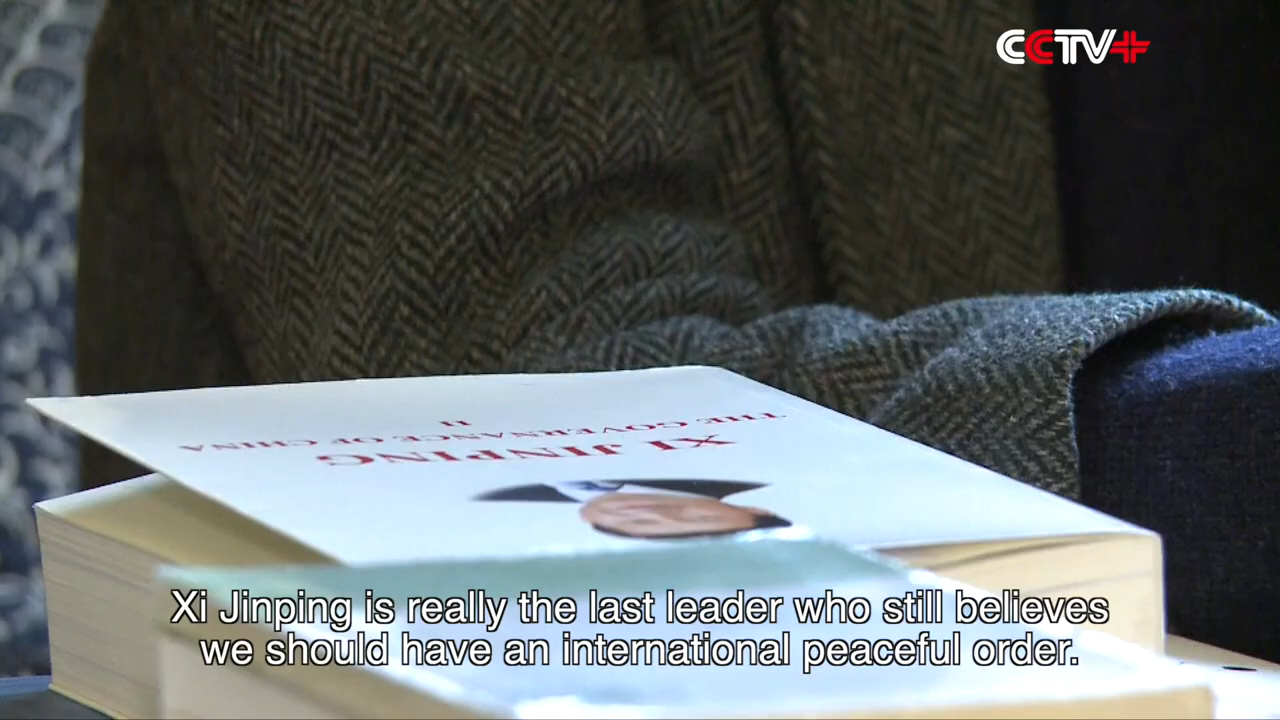 CCTV+
II
THE GOVERNANCE OF CHINA
XI JINPING
Xi Jinping is really the last leader who still believes
we should have an international peaceful order.